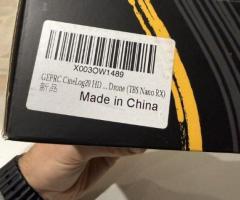 X003OW1489
GEPRC CineLog20 HD ... Drone (TBS Nano RX)
新品
Made in China